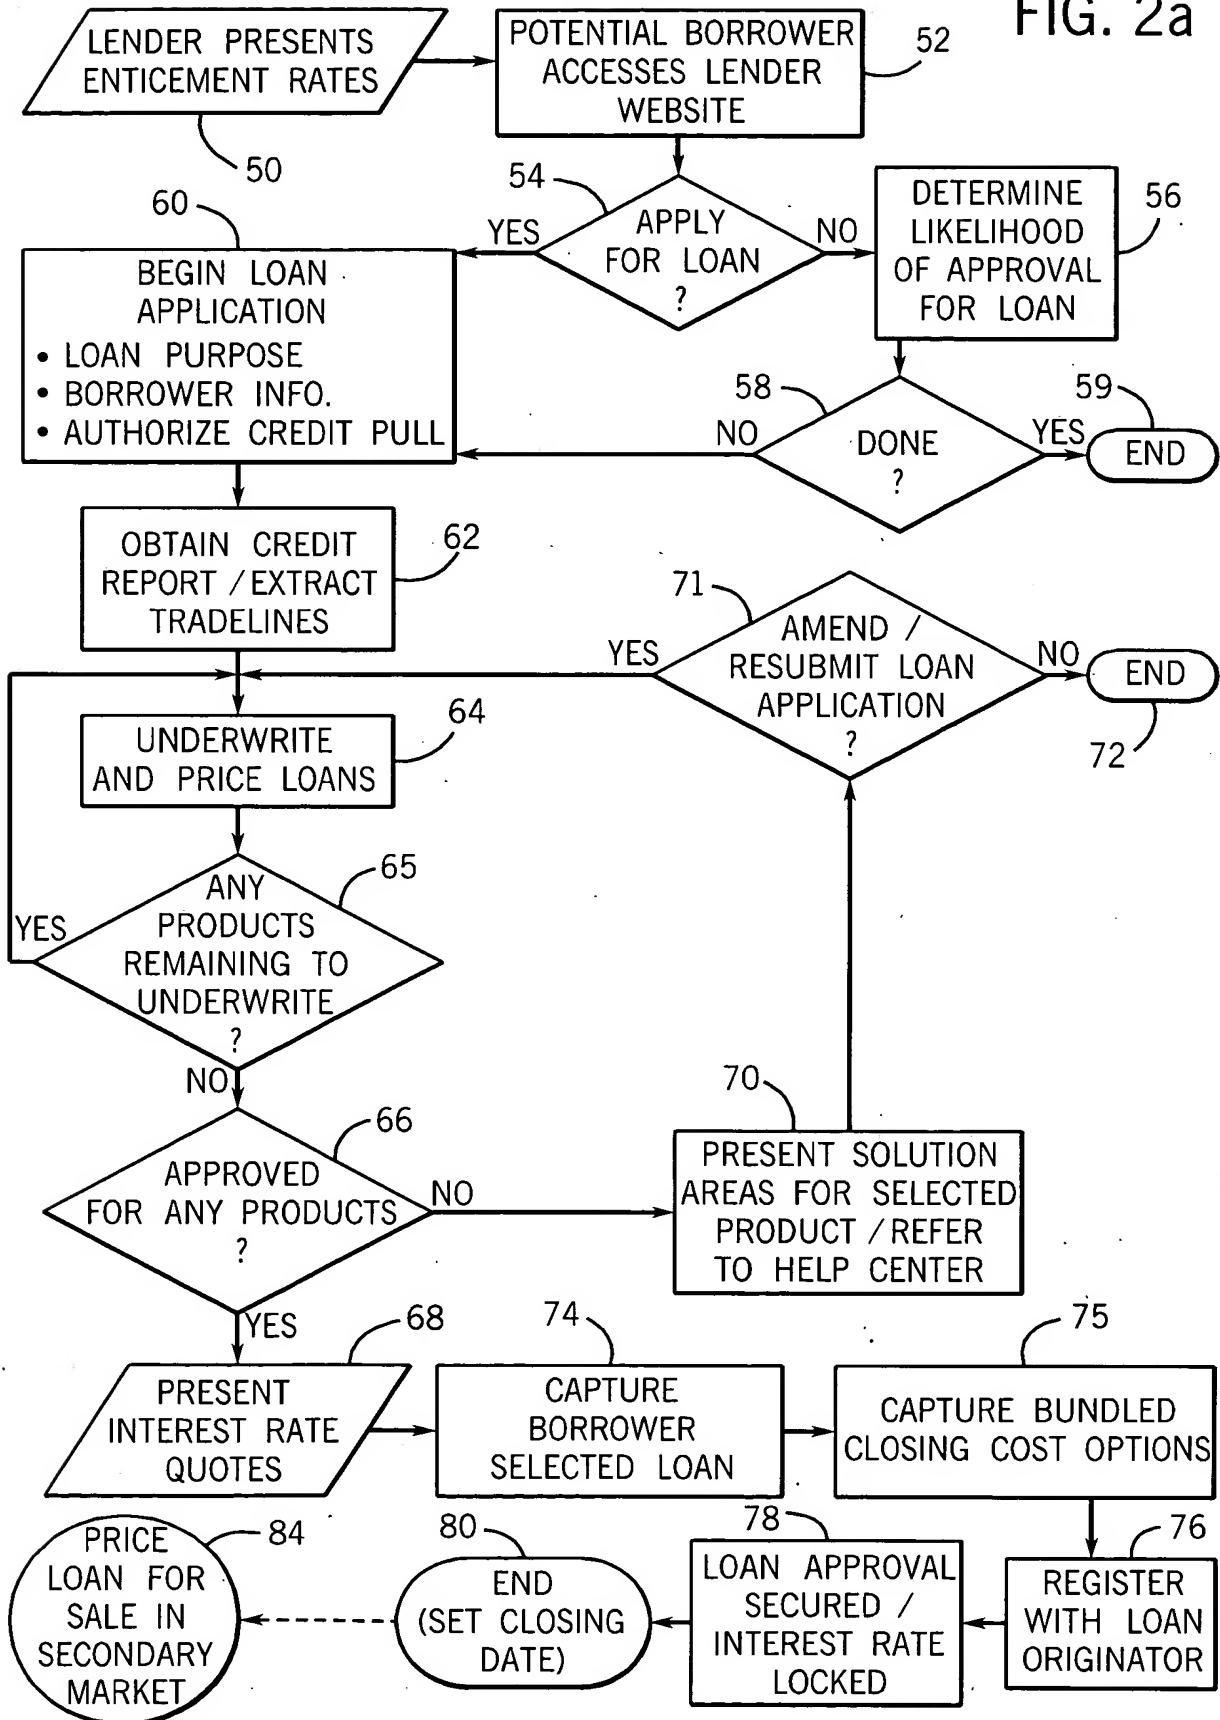 FIG. 2a
LENDER PRESENTS
ENTICEMENT RATES
50
POTENTIAL BORROWER
ACCESSES LENDER
WEBSITE
52
54
APPLY
FOR LOAN
?
YES
NO
DETERMINE
LIKELIHOOD
OF APPROVAL
FOR LOAN
56
60
BEGIN LOAN
APPLICATION
• LOAN PURPOSE
• BORROWER INFO.
• AUTHORIZE CREDIT PULL
58
DONE
?
NO
YES
59
END
OBTAIN CREDIT
REPORT / EXTRACT
TRADELINES
62
71
AMEND /
RESUBMIT LOAN
APPLICATION
?
YES
NO
END
72
UNDERWRITE
AND PRICE LOANS
64
ANY
PRODUCTS
REMAINING TO
UNDERWRITE
?
65
YES
NO
APPROVED
FOR ANY PRODUCTS
?
66
NO
YES
70
PRESENT SOLUTION
AREAS FOR SELECTED
PRODUCT / REFER
TO HELP CENTER
PRESENT
INTEREST RATE
QUOTES
68
74
CAPTURE
BORROWER
SELECTED LOAN
75
CAPTURE BUNDLED
CLOSING COST OPTIONS
76
REGISTER
WITH LOAN
ORIGINATOR
78
LOAN APPROVAL
SECURED /
INTEREST RATE
LOCKED
80
END
(SET CLOSING
DATE)
84
PRICE
LOAN FOR
SALE IN
SECONDARY
MARKET